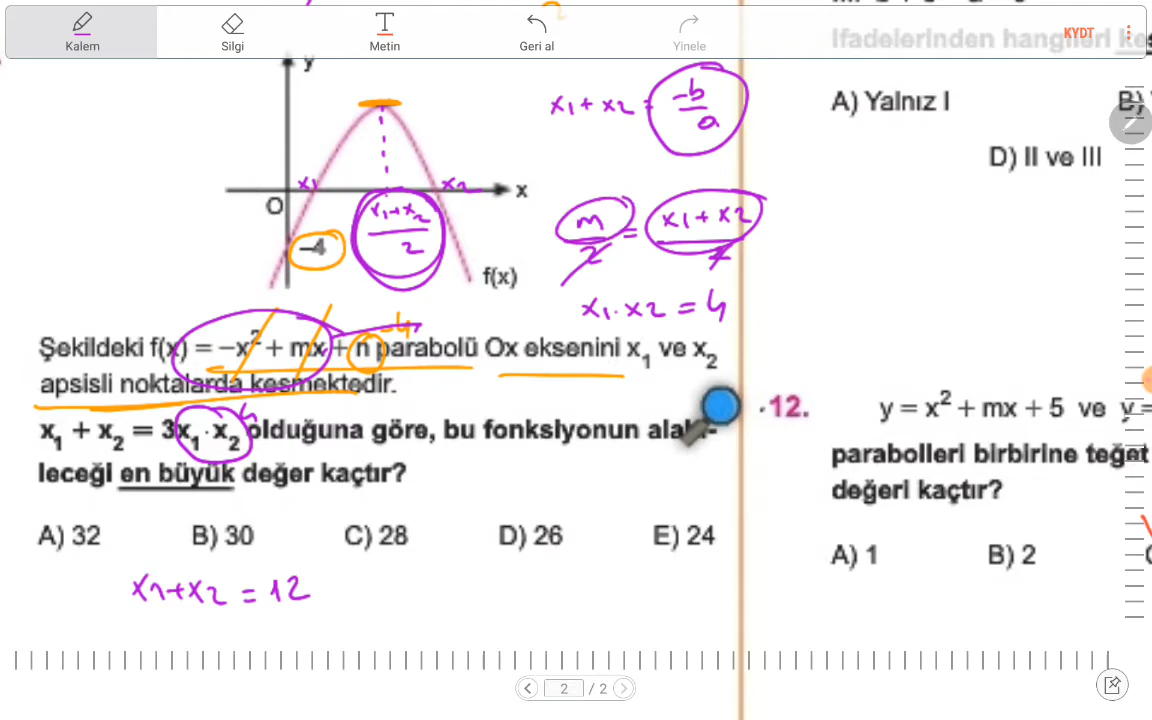 Kalem
Silgi
Metin
Geri al
Yinele
KYDT
y
x₁ + x₂ = -b/a
x₁
x₂
x
O
-4
x₁+x₂/2
m/2 = x₁ + x₂/2
f(x)
x₁ . x₂ = 4
-4
Şekildeki f(x) = -x² + mx + n parabolü Ox eksenini x₁ ve x₂
apsisli noktalarda kesmektedir.
4
x₁ + x₂ = 3x₁ · x₂ olduğuna göre, bu fonksiyonun alabi-
leceği en büyük değer kaçtır?
A) 32 B) 30 C) 28 D) 26 E) 24
x₁+x₂ = 12
2 / 2
ifadelerinden hangileri
A) Yalnız I B)
D) II ve III
12. y = x² + mx + 5 ve y =
parabolleri birbirine teğet
değeri kaçtır?
A) 1 B) 2